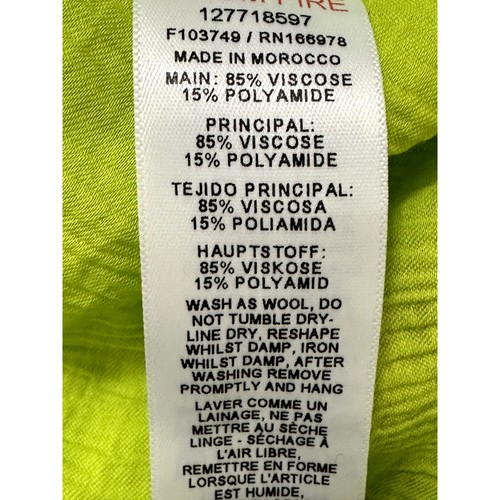 127718597
F103749 / RN166978
MADE IN MOROCCO
MAIN: 85% VISCOSE
15% POLYAMIDE
PRINCIPAL:
85% VISCOSE
15% POLYAMIDE
TEJIDO PRINCIPAL:
85% VISCOSA
15% POLIAMIDA
HAUPTSTOFF:
85% VISKOSE
15% POLYAMID
WASH AS WOOL, DO
NOT TUMBLE DRY-
LINE DRY, RESHAPE
WHILST DAMP, IRON
WHILST DAMP, AFTER
WASHING REMOVE
PROMPTLY AND HANG
LAVER COMME UN
LAINAGE, NE PAS
METTRE AU SÈCHE
LINGE - SÉCHAGE À
L'AIR LIBRE,
REMETTRE EN FORME
LORSQUE L'ARTICLE
EST HUMIDE,